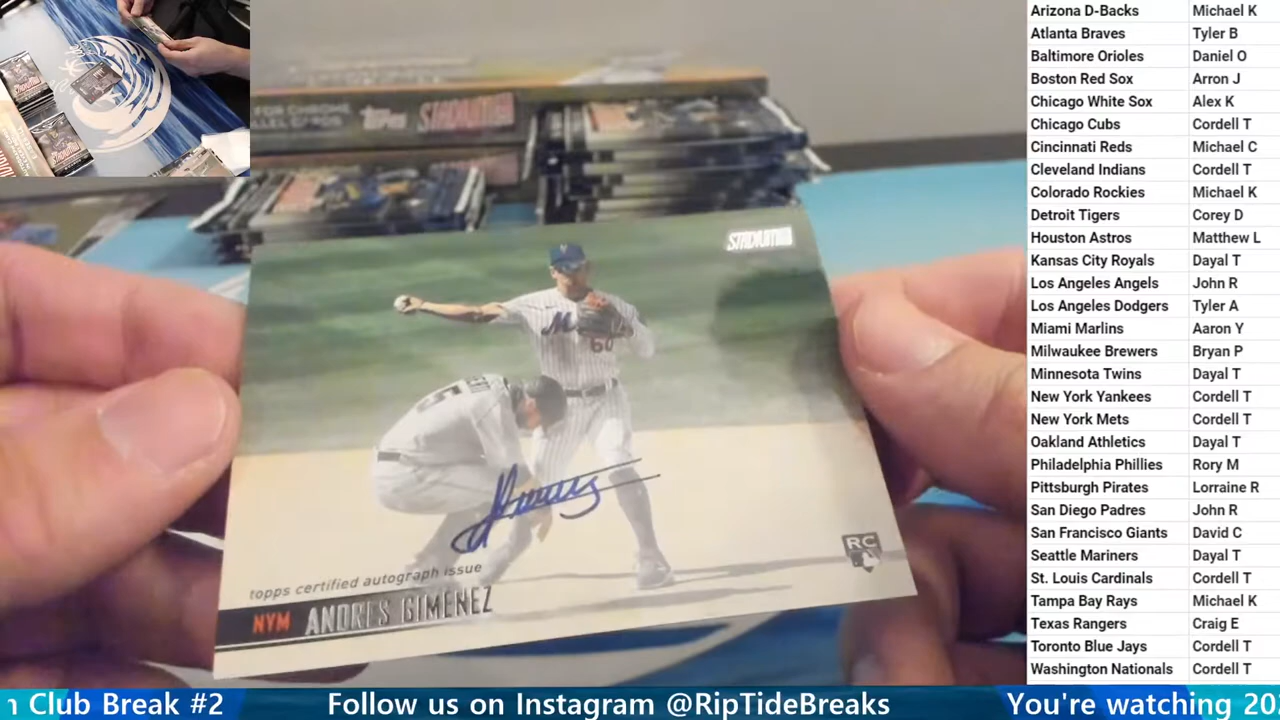 FOR CHROME
Topps STADIUM
STADIUM
M
60
topps certified autograph issue
NYM ANDRÉS GIMÉNEZ
RC
Arizona D-Backs Michael K
Atlanta Braves Tyler B
Baltimore Orioles Daniel O
Boston Red Sox Arron J
Chicago White Sox Alex K
Chicago Cubs Cordell T
Cincinnati Reds Michael C
Cleveland Indians Cordell T
Colorado Rockies Michael K
Detroit Tigers Corey D
Houston Astros Matthew L
Kansas City Royals Dayal T
Los Angeles Angels John R
Los Angeles Dodgers Tyler A
Miami Marlins Aaron Y
Milwaukee Brewers Bryan P
Minnesota Twins Dayal T
New York Yankees Cordell T
New York Mets Cordell T
Oakland Athletics Dayal T
Philadelphia Phillies Rory M
Pittsburgh Pirates Lorraine R
San Diego Padres John R
San Francisco Giants David C
Seattle Mariners Dayal T
St. Louis Cardinals Cordell T
Tampa Bay Rays Michael K
Texas Rangers Craig E
Toronto Blue Jays Cordell T
Washington Nationals Cordell T
Club Break #2 Follow us on Instagram @RipTideBreaks You're watching 20